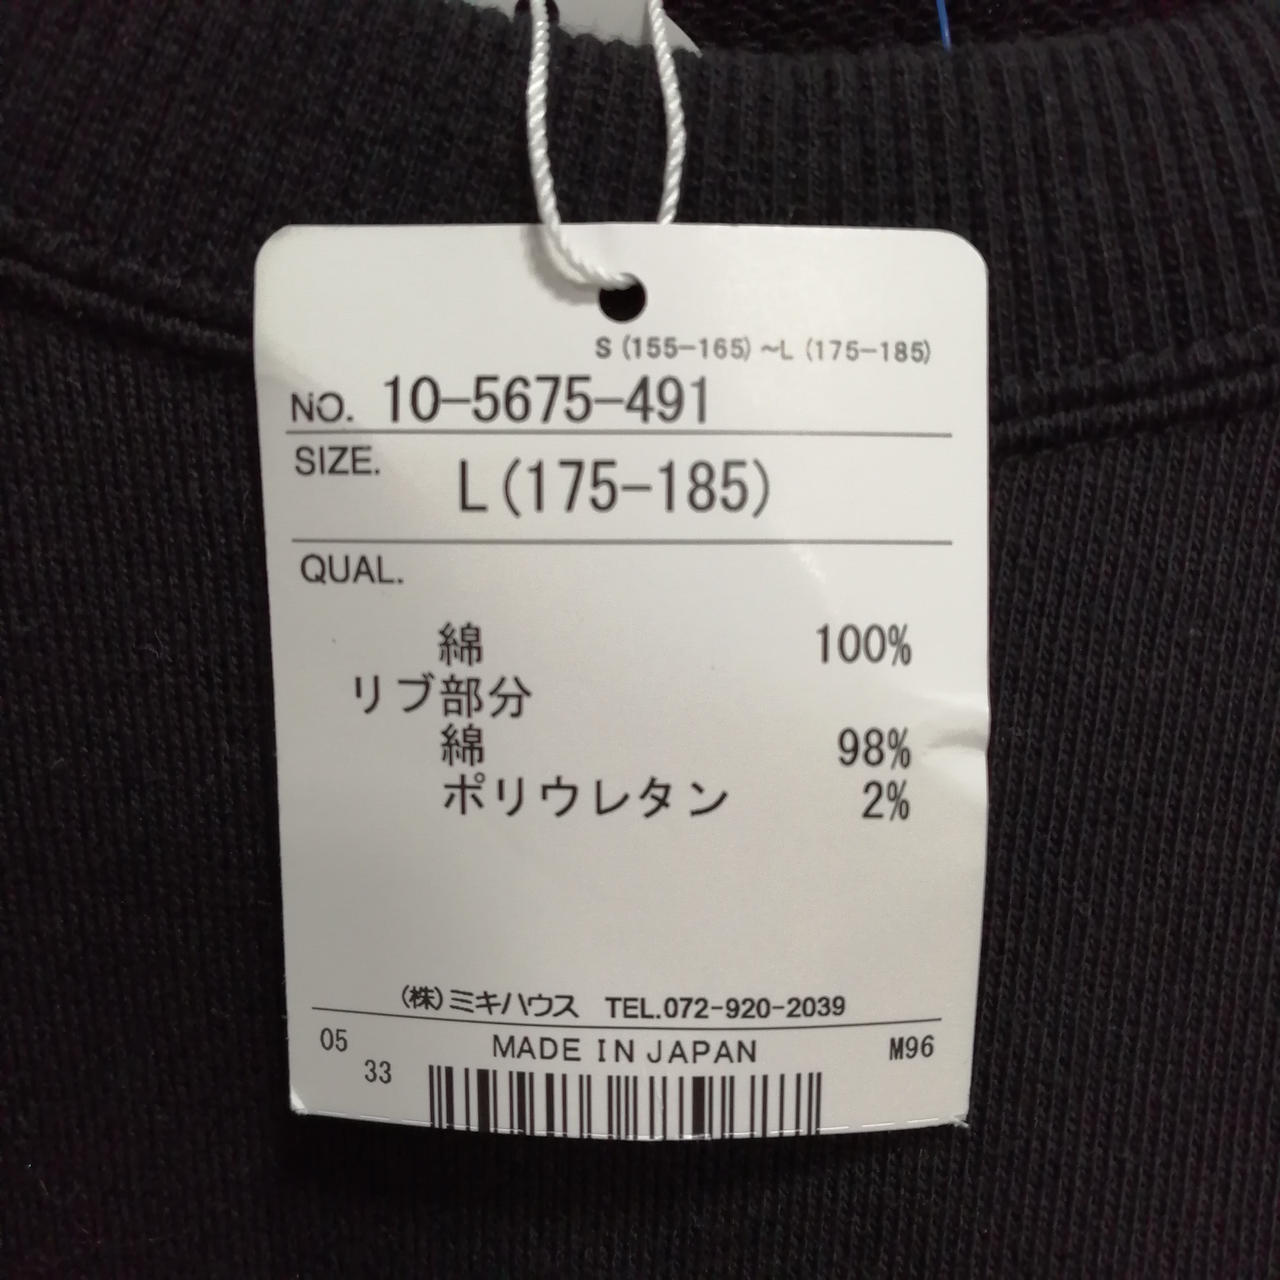 S (155-165) ~L (175-185)
NO. 10-5675-491
SIZE. L(175-185)
QUAL.
綿 100%
リブ部分
綿 98%
ポリウレタン 2%
(株)ミキハウス TEL.072-920-2039
05 MADE IN JAPAN M96
33